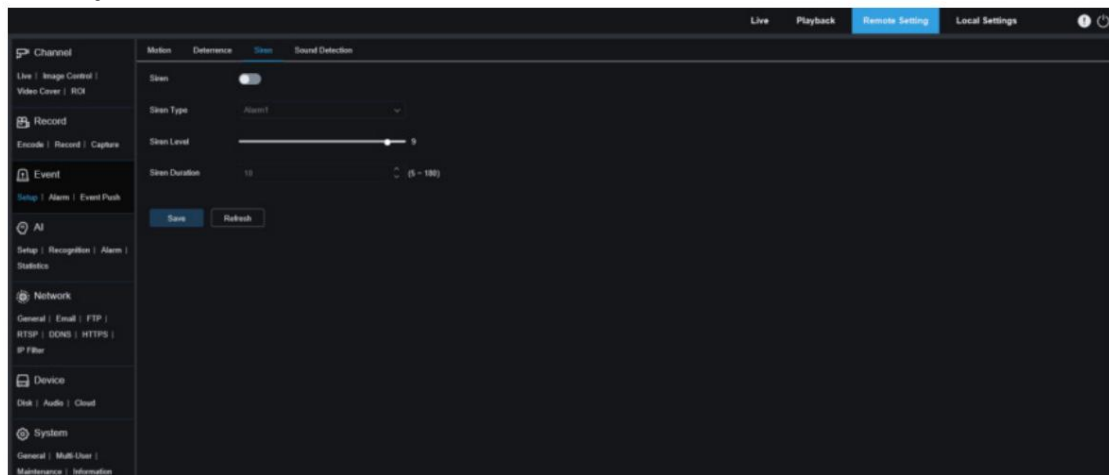 Live Playback Remote Setting Local Settings
Channel
Live | Image Control |
Video Cover | ROI
Record
Encode | Record | Capture
Event
Setup | Alarm | Event Push
AI
Setup | Recognition | Alarm |
Statistics
Network
General | Email | FTP |
RTSP | DDNS | HTTPS |
IP Filter
Device
Disk | Audio | Cloud
System
General | Multi-User |
Maintenance | Information
Motion Deterrence Siren Sound Detection
Siren
Siren Type Alarm1
Siren Level 9
Siren Duration 10 (5 ~ 180)
Save Refresh